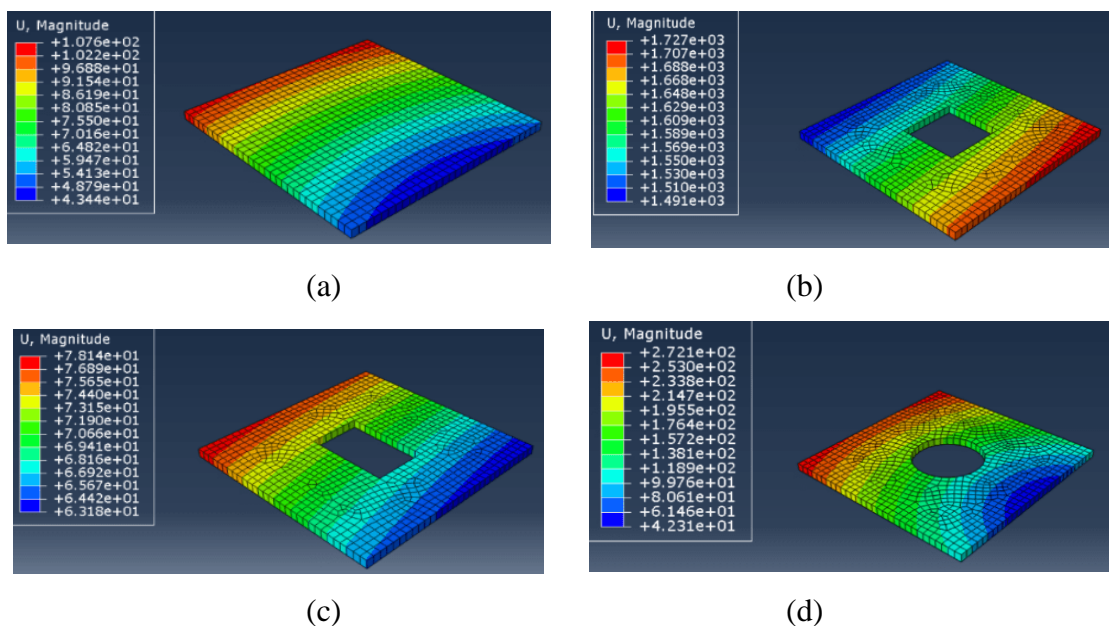 U, Magnitude
+1.076e+02
+1.022e+02
+9.688e+01
+9.154e+01
+8.619e+01
+8.085e+01
+7.550e+01
+7.016e+01
+6.482e+01
+5.947e+01
+5.413e+01
+4.879e+01
+4.344e+01
(a)
U, Magnitude
+1.727e+03
+1.707e+03
+1.688e+03
+1.668e+03
+1.648e+03
+1.629e+03
+1.609e+03
+1.589e+03
+1.569e+03
+1.550e+03
+1.530e+03
+1.510e+03
+1.491e+03
(b)
U, Magnitude
+7.814e+01
+7.689e+01
+7.565e+01
+7.440e+01
+7.315e+01
+7.190e+01
+7.066e+01
+6.941e+01
+6.816e+01
+6.692e+01
+6.567e+01
+6.442e+01
+6.318e+01
(c)
U, Magnitude
+2.721e+02
+2.530e+02
+2.338e+02
+2.147e+02
+1.955e+02
+1.764e+02
+1.572e+02
+1.381e+02
+1.189e+02
+9.976e+01
+8.061e+01
+6.146e+01
+4.231e+01
(d)